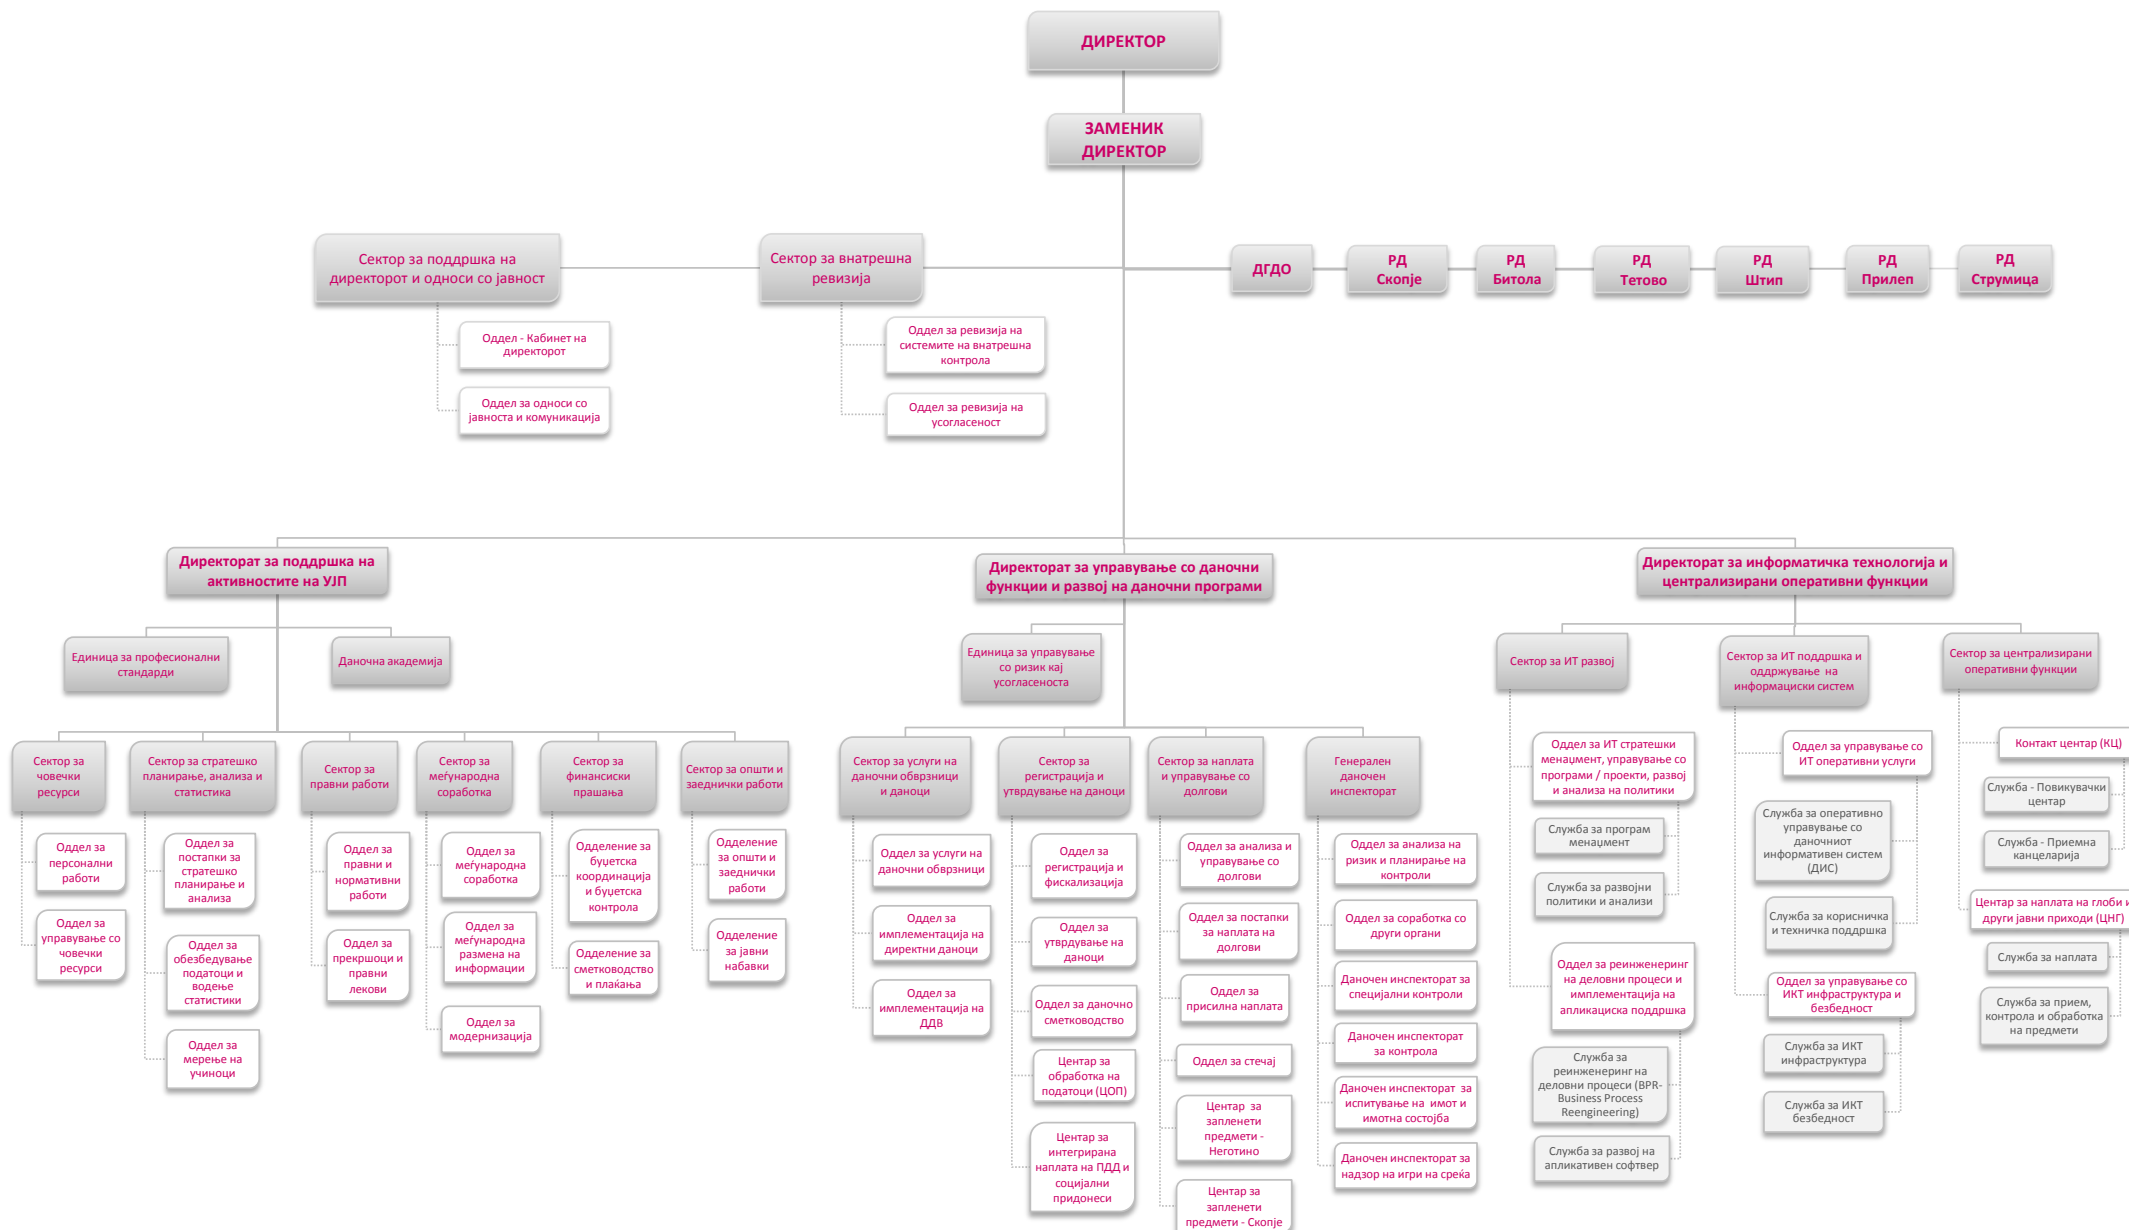 ДИРЕКТОР
ЗАМЕНИК
ДИРЕКТОР
Сектор за поддршка на
директорот и односи со јавност
Сектор за внатрешна
ревизија
ДГДО
РД
Скопје
РД
Битола
РД
Тетово
РД
Штип
РД
Прилеп
РД
Струмица
Оддел - Кабинет на
директорот
Оддел за односи со
јавноста и комуникација
Оддел за ревизија на
системите на внатрешна
контрола
Оддел за ревизија на
усогласеност
Директорат за поддршка на
активностите на УЈП
Единица за професионални
стандарди
Даночна академија
Сектор за
човечки
ресурси
Оддел за
персонални
работи
Оддел за
управување со
човечки
ресурси
Сектор за стратешко
планирање, анализа и
статистика
Оддел за
постапки за
стратешко
планирање и
анализа
Оддел за
обезбедување
податоци и
водење
статистики
Оддел за
мерење на
учиноци
Сектор за
правни работи
Оддел за
правни и
нормативни
работи
Оддел за
прекршоци и
правни
лекови
Сектор за
меѓународна
соработка
Оддел за
меѓународна
соработка
Оддел за
меѓународна
размена на
информации
Оддел за
модернизација
Сектор за
финансиски
прашања
Одделение за
буџетска
координација
и буџетска
контрола
Одделение за
сметководство
и плаќања
Сектор за општи и
заеднички работи
Одделение
за општи и
заеднички
работи
Одделение
за јавни
набавки
Директорат за управување со даночни
функции и развој на даночни програми
Единица за управување
со ризик кај
усогласеноста
Сектор за услуги на
даночни обврзници
и даноци
Оддел за услуги на
даночни обврзници
Оддел за
имплементација на
директни даноци
Оддел за
имплементација на
ДДВ
Сектор за
регистрација и
утврдување на даноци
Оддел за
регистрација и
фискализација
Оддел за
утврдување на
даноци
Оддел за даночно
сметководство
Центар за
обработка на
податоци (ЦОП)
Центар за
интегрирана
наплата на ПДД и
социјални
придонеси
Сектор за наплата
и управување со
долгови
Оддел за анализа и
управување со
долгови
Оддел за постапки
за наплата на
долгови
Оддел за
присилна наплата
Оддел за стечај
Центар за
запленети
предмети -
Неготино
Центар за
запленети
предмети - Скопје
Генерален
даночен
инспекторат
Оддел за анализа на
ризик и планирање на
контроли
Оддел за соработка со
други органи
Даночен инспекторат за
специјални контроли
Даночен инспекторат
за контрола
Даночен инспекторат за
испитување на имот и
имотна состојба
Даночен инспекторат за
надзор на игри на среќа
Директорат за информатичка технологија и
централизирани оперативни функции
Сектор за ИТ развој
Оддел за ИТ стратешки
менаџмент, управување со
програми / проекти, развој
и анализа на политики
Служба за програм
менаџмент
Служба за развојни
политики и анализи
Оддел за реинженеринг
на деловни процеси и
имплементација на
апликациска поддршка
Служба за
реинженеринг на
деловни процеси (BPR-
Business Process
Reengineering)
Служба за развој на
апликативен софтвер
Сектор за ИТ поддршка и
оддржување на
информациски систем
Оддел за управување со
ИТ оперативни услуги
Служба за оперативно
управување со
даночниот
информативен систем
(ДИС)
Служба за корисничка
и техничка поддршка
Оддел за управување со
ИКТ инфраструктура и
безбедност
Служба за ИКТ
инфраструктура
Служба за ИКТ
безбедност
Сектор за централизирани
оперативни функции
Контакт центар (КЦ)
Служба - Повикувачки
центар
Служба - Приемна
канцеларија
Центар за наплата на глоби и
други јавни приходи (ЦНГ)
Служба за наплата
Служба за прием,
контрола и обработка
на предмети